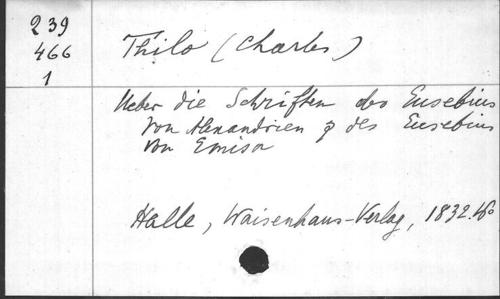 239
466
1
Thilo (Charles)
Ueber die Schriften des Eusebius
von Alexandrien & des Eusebius
von Emisa
Halle, Waisenhaus-Verlag, 1832. 8º